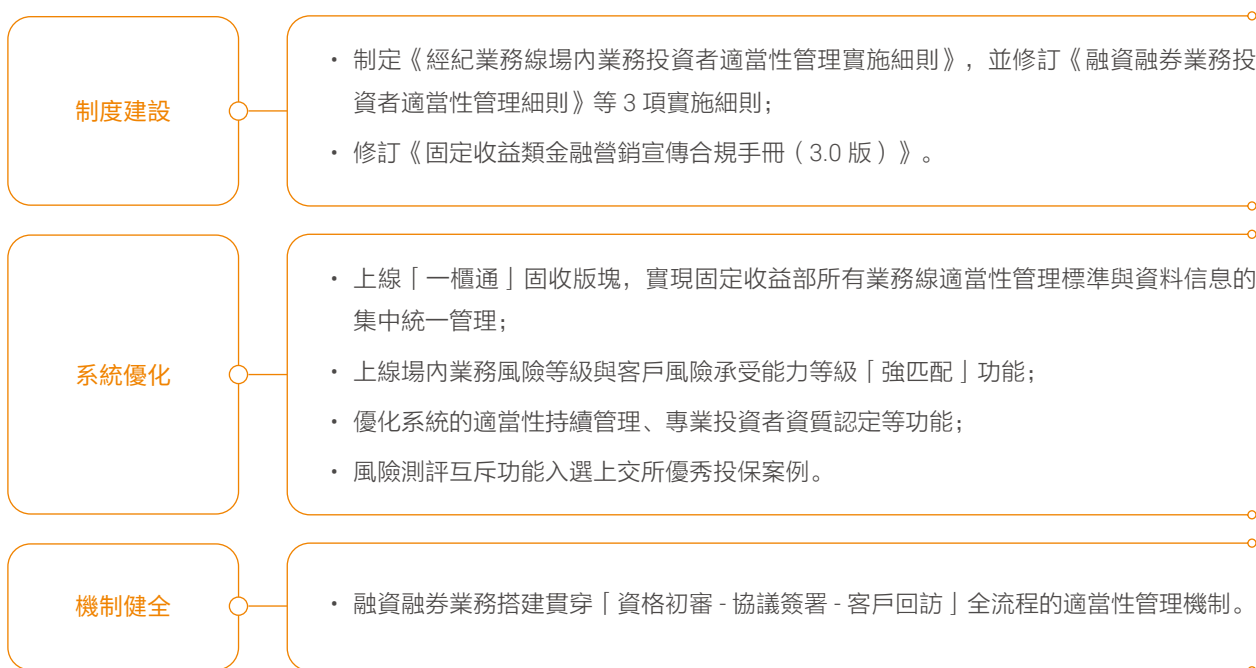 制度建設
• 制定《經紀業務線場內業務投資者適當性管理實施細則》，並修訂《融資融券業務投
資者適當性管理細則》等 3 項實施細則；
• 修訂《固定收益類金融營銷宣傳合規手冊（3.0 版）》。
系統優化
• 上線「一櫃通」固收版塊，實現固定收益部所有業務線適當性管理標準與資料信息的
集中統一管理；
• 上線場內業務風險等級與客戶風險承受能力等級「強匹配」功能；
• 優化系統的適當性持續管理、專業投資者資質認定等功能；
• 風險測評互斥功能入選上交所優秀投保案例。
機制健全
• 融資融券業務搭建貫穿「資格初審 - 協議簽署 - 客戶回訪」全流程的適當性管理機制。